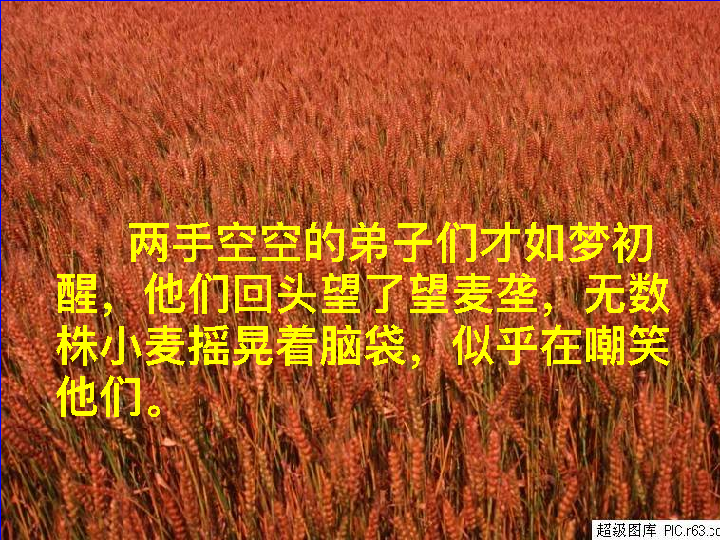 两手空空的弟子们才如梦初
醒，他们回头望了望麦垄，无数
株小麦摇晃着脑袋，似乎在嘲笑
他们。
超级图库 PIC.r63.cc